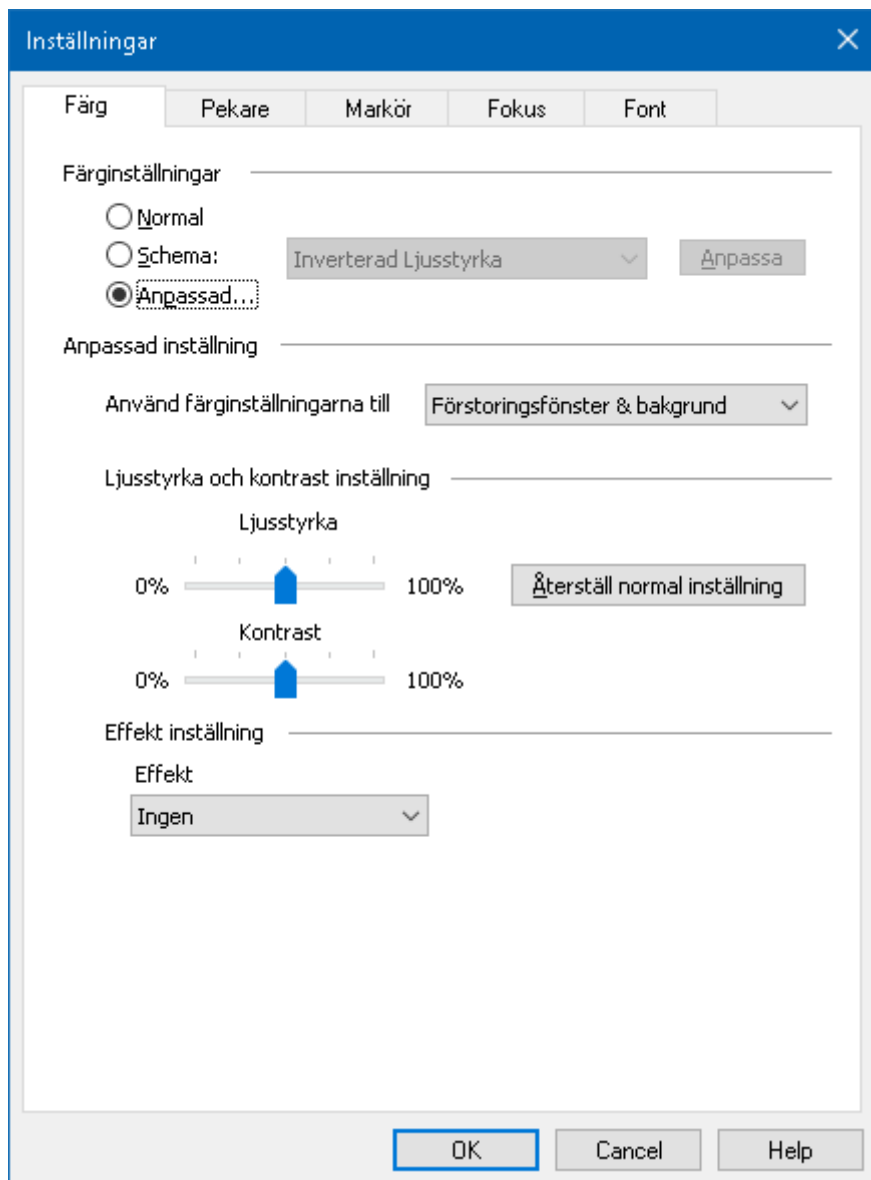 Inställningar
Färg Pekare Markör Fokus Font
Färginställningar
Normal
Schema: Inverterad Ljusstyrka Anpassa
Anpassad...
Anpassad inställning
Använd färginställningarna till Förstoringsfönster & bakgrund
Ljusstyrka och kontrast inställning
Ljusstyrka
0% 100% Återställ normal inställning
Kontrast
0% 100%
Effekt inställning
Effekt
Ingen
OK Cancel Help